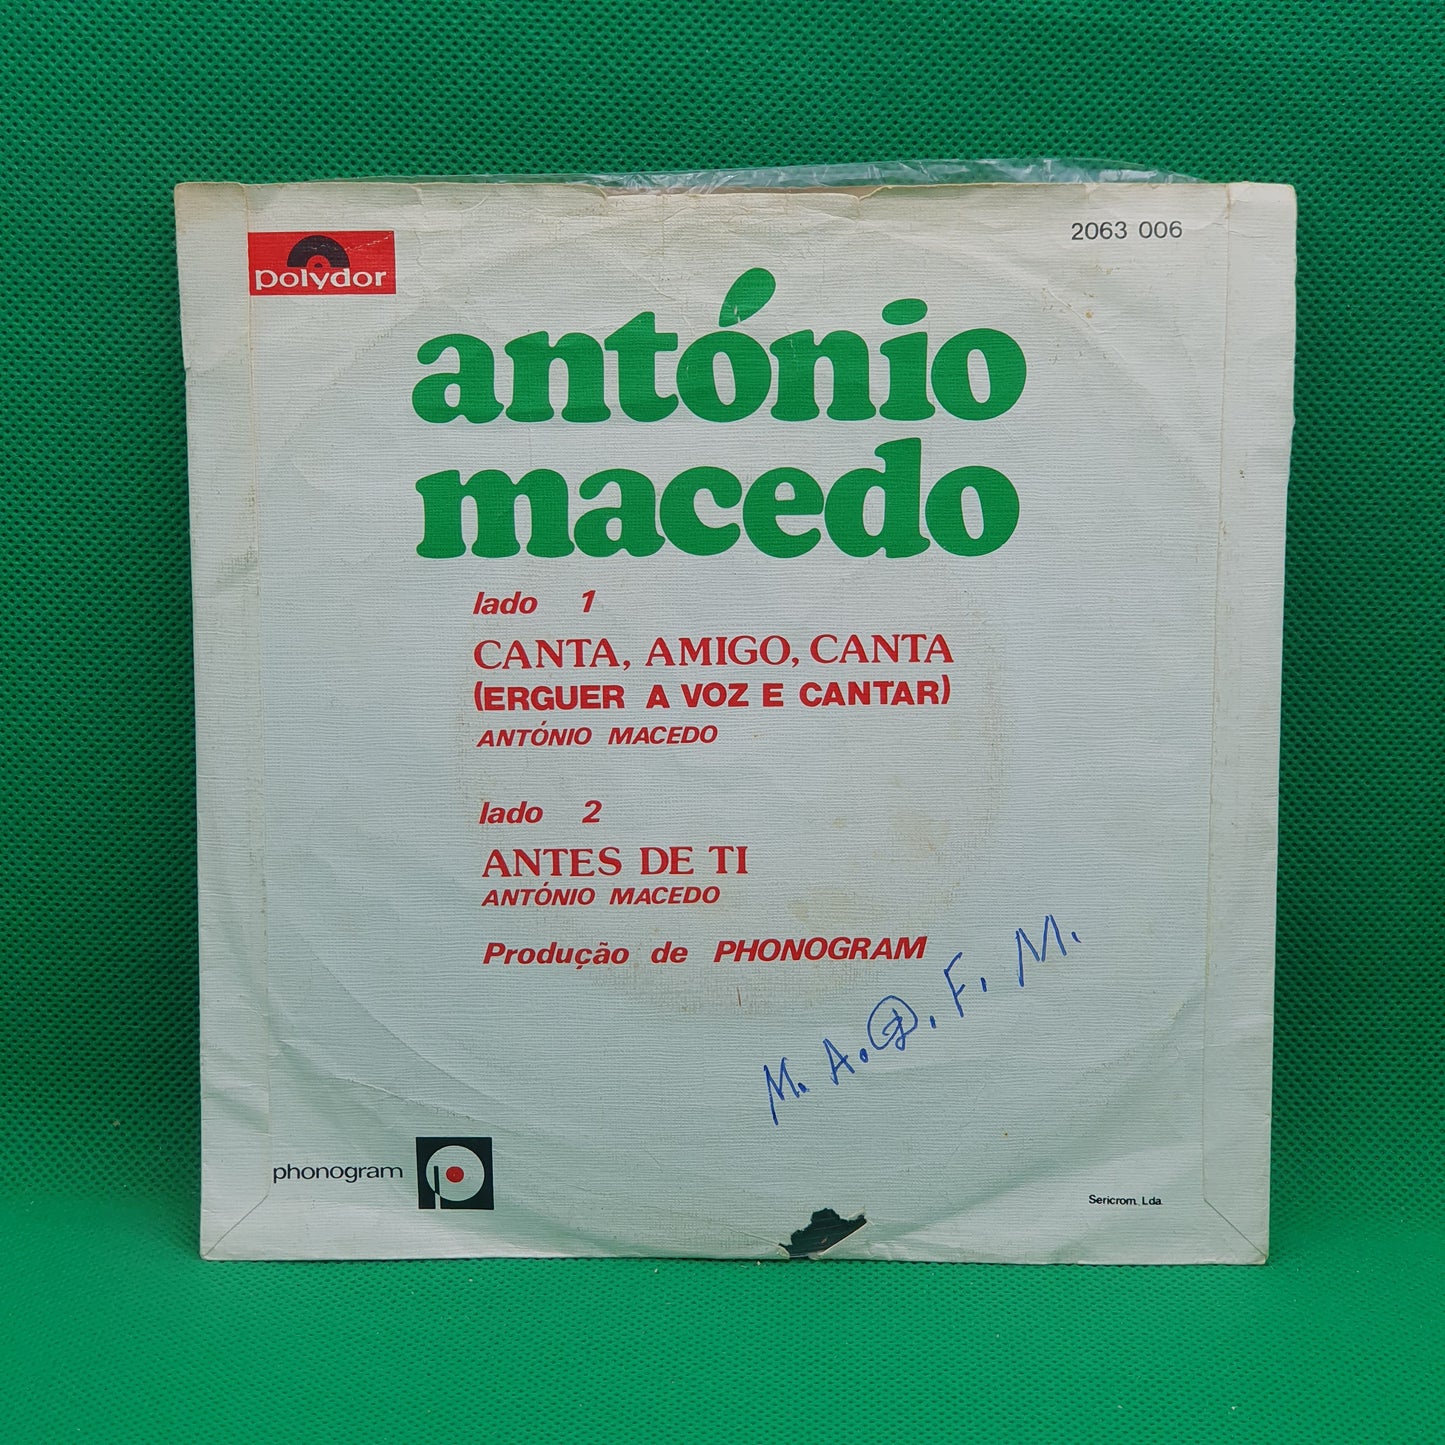 polydor
2063 006
antónio
macedo
lado 1
CANTA, AMIGO, CANTA
(ERGUER A VOZ E CANTAR)
ANTÓNIO MACEDO
lado 2
ANTES DE TI
ANTÓNIO MACEDO
Produção de PHONOGRAM
M. A. F. M.
phonogram
Sericrom, Lda.